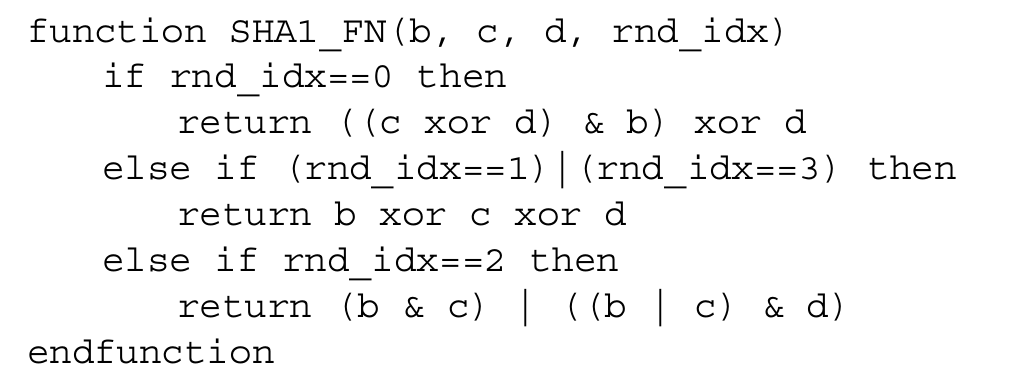 function SHA1_FN(b, c, d, rnd_idx)
if rnd_idx==0 then
return ((c xor d) & b) xor d
else if (rnd_idx==1)|(rnd_idx==3) then
return b xor c xor d
else if rnd_idx==2 then
return (b & c) | ((b | c) & d)
endfunction